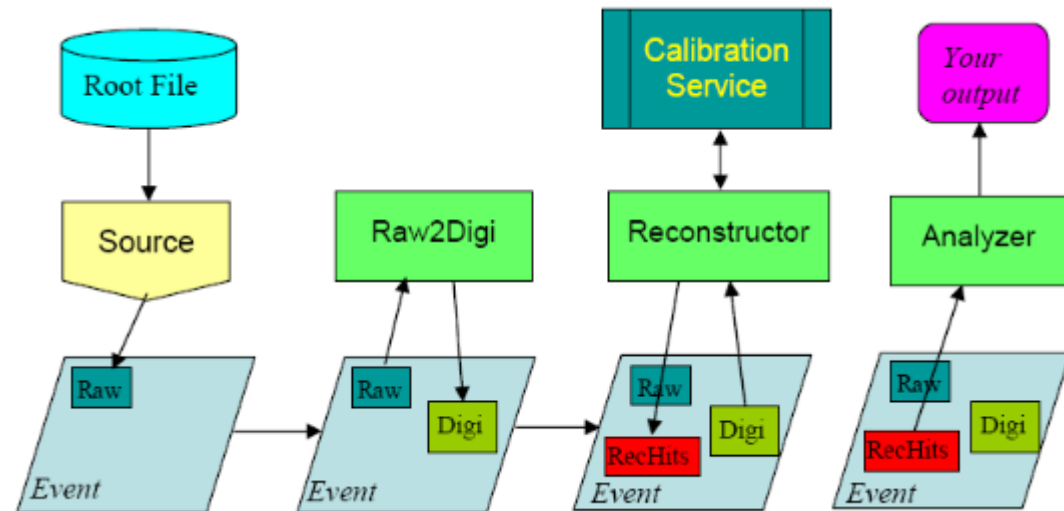 Root File
Calibration
Service
Your
output
Source
Raw2Digi
Reconstructor
Analyzer
Raw
Event
Raw
Digi
Event
Raw
Digi
RecHits
Event
Raw
Digi
RecHits
Event